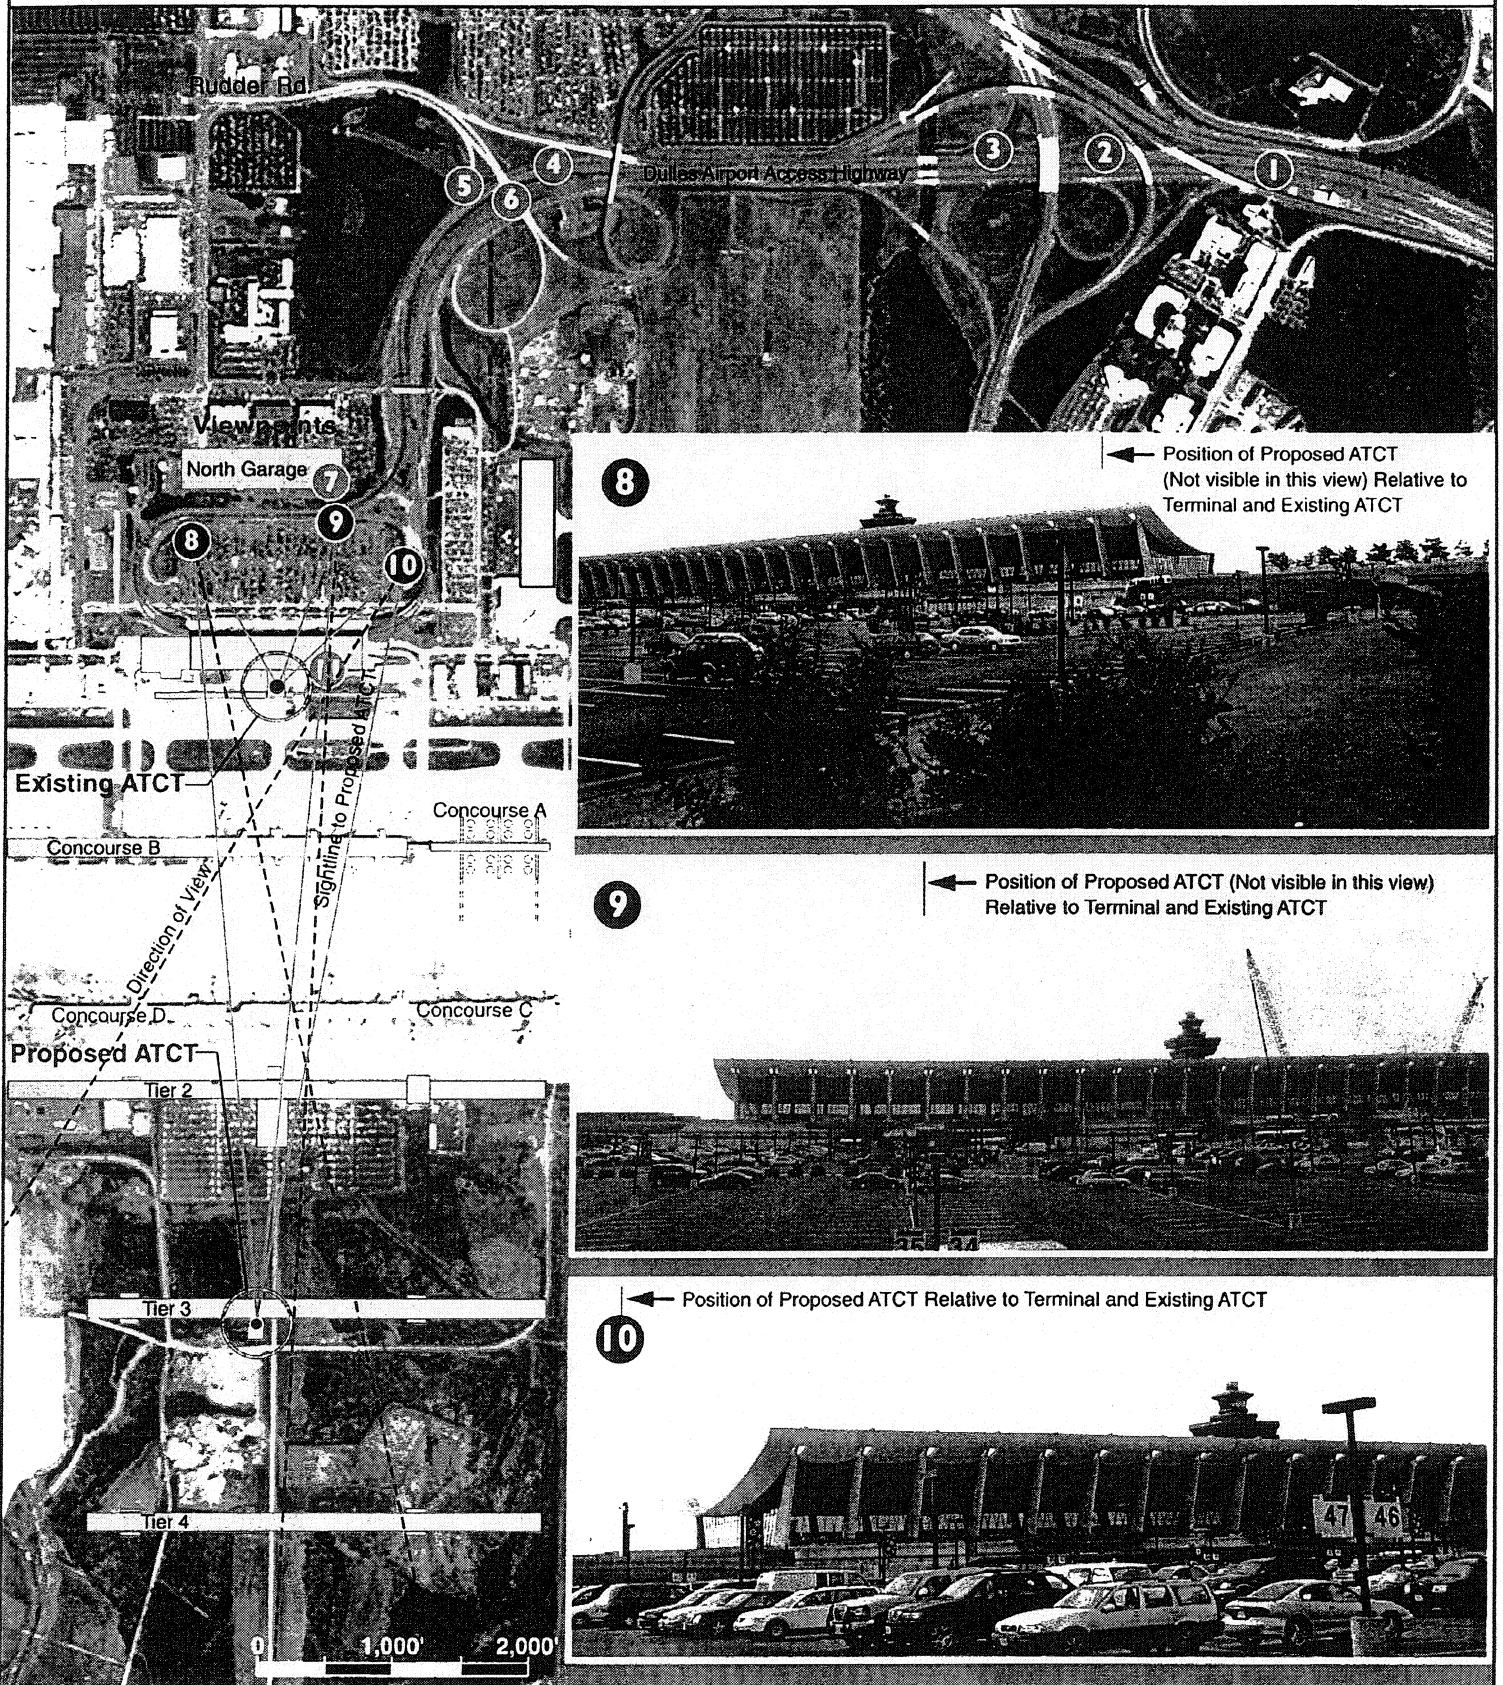 Rudder Rd.
1
2
3
4
5
6
Dulles Airport Access Highway
Viewpoints
North Garage
7
8
9
10
11
Existing ATCT
Sightline to Proposed ATCT
Direction of View
Concourse A
Concourse B
Concourse C
Concourse D
Proposed ATCT
Tier 2
Tier 3
Tier 4
0 1,000' 2,000'
8
Position of Proposed ATCT
(Not visible in this view) Relative to
Terminal and Existing ATCT
9
Position of Proposed ATCT (Not visible in this view)
Relative to Terminal and Existing ATCT
35 34
10
Position of Proposed ATCT Relative to Terminal and Existing ATCT
47 46